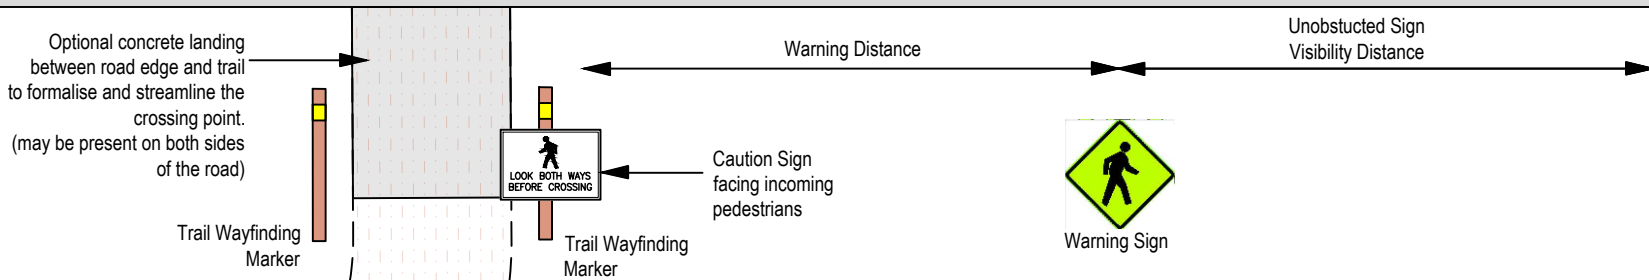 Optional concrete landing
between road edge and trail
to formalise and streamline the
crossing point.
(may be present on both sides
of the road)
Trail Wayfinding
Marker
LOOK BOTH WAYS
BEFORE CROSSING
Trail Wayfinding
Marker
Caution Sign
facing incoming
pedestrians
Warning Distance
Warning Sign
Unobstucted Sign
Visibility Distance